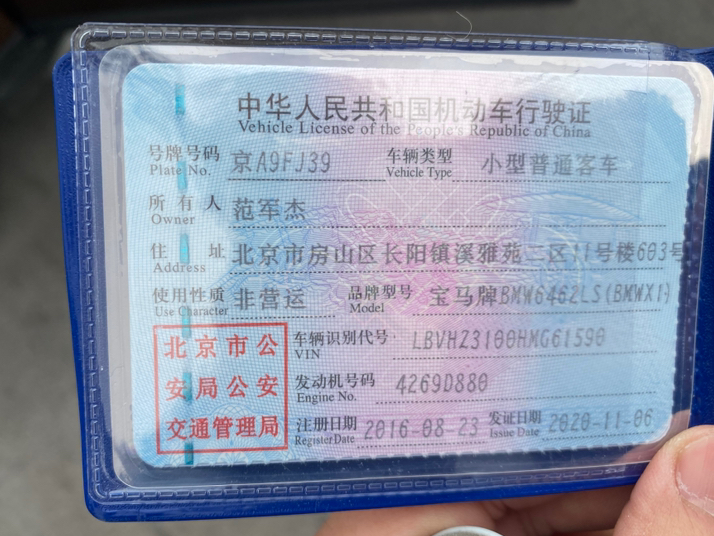 中华人民共和国机动车行驶证
Vehicle License of the People's Republic of China
号牌号码 京A9FJ39 车辆类型 小型普通客车
Plate No. Vehicle Type
所有人 范军杰
Owner
住址 北京市房山区长阳镇溪雅苑二区11号楼603号
Address
使用性质 非营运 品牌型号 宝马牌BMW6462LS(BMWX1)
Use Character Model
北京市公
安局公安
交通管理局
车辆识别代号 LBVHZ3100HMG61590
VIN
发动机号码 4269D880
Engine No.
注册日期 2016-08-23 发证日期 2020-11-06
Register Date Issue Date